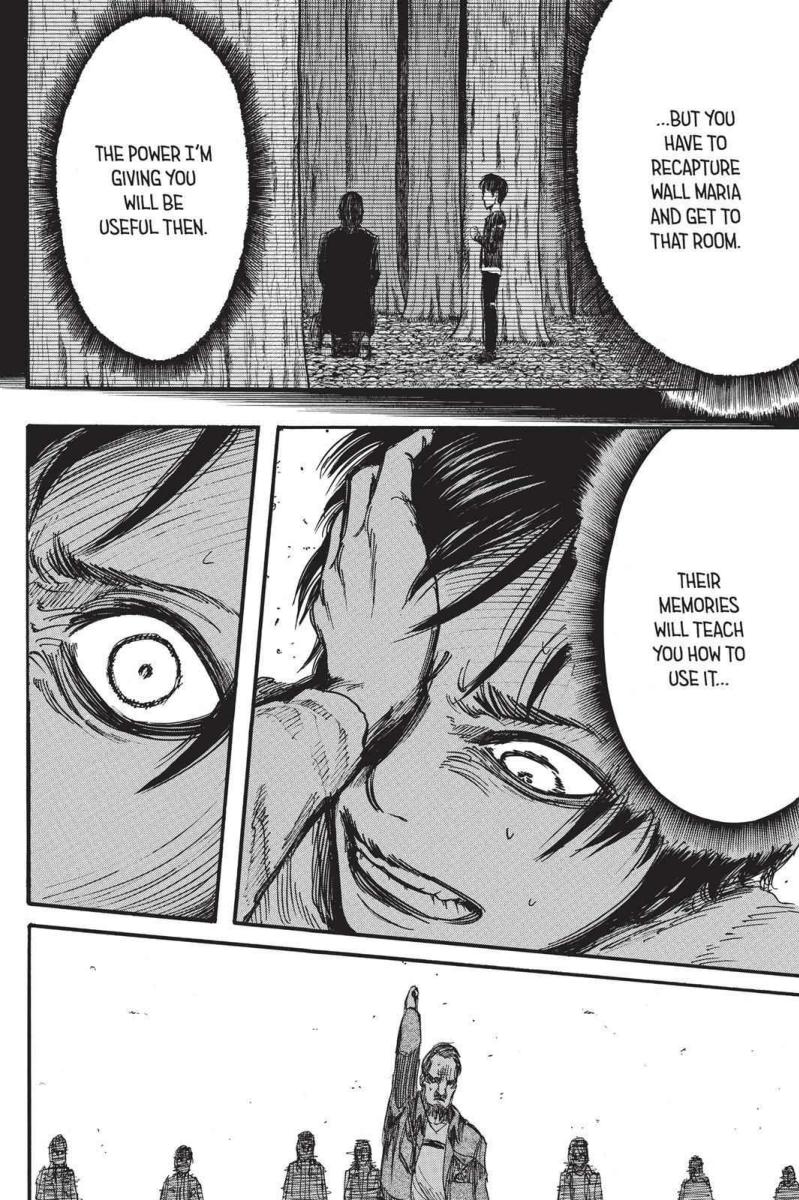 ...BUT YOU
HAVE TO
RECAPTURE
WALL MARIA
AND GET TO
THAT ROOM.
THE POWER I'M
GIVING YOU
WILL BE
USEFUL THEN.
THEIR
MEMORIES
WILL TEACH
YOU HOW TO
USE IT...